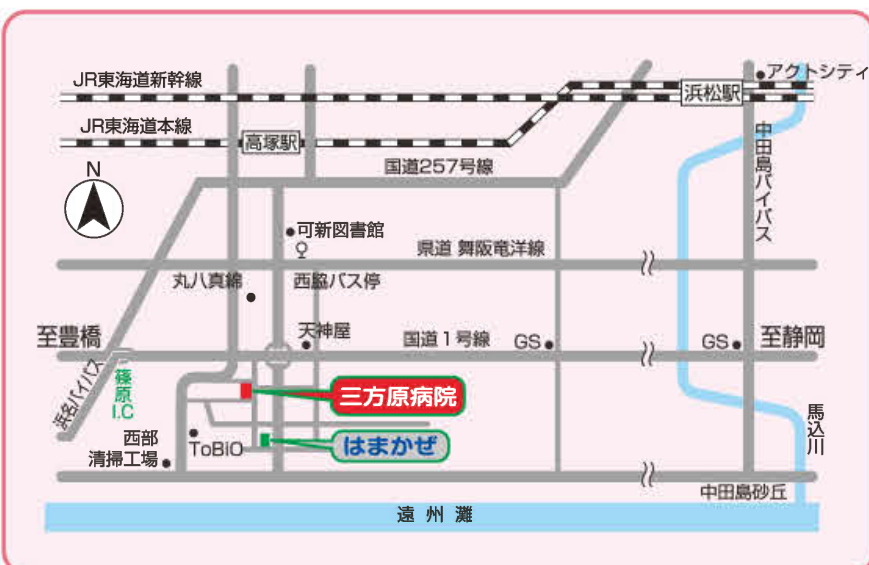 JR東海道新幹線
アクトシティ
浜松駅
JR東海道本線
高塚駅
中田島バイパス
国道257号線
N
可新図書館
県道 舞阪竜洋線
丸八真綿
西脇バス停
至豊橋
天神屋
国道1号線
GS
GS
至静岡
浜名バイパス
篠原
I.C
三方原病院
馬込川
西部
清掃工場
ToBiO
はまかぜ
中田島砂丘
遠州灘